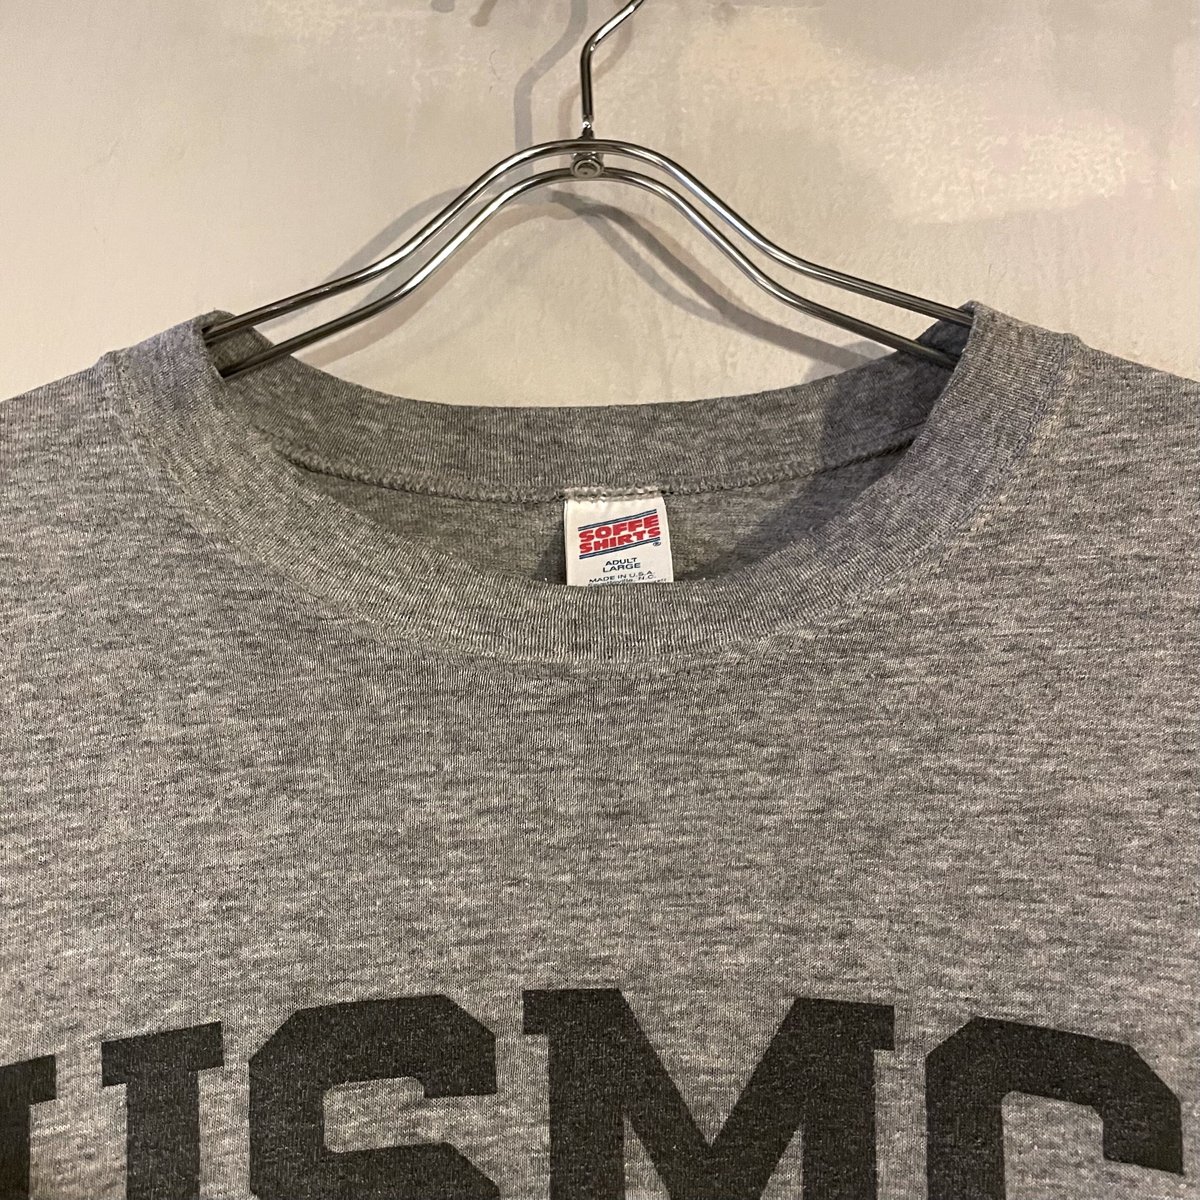 SOFFE
SHIRTS®
ADULT
LARGE
MADE IN U.S.A.
USMC